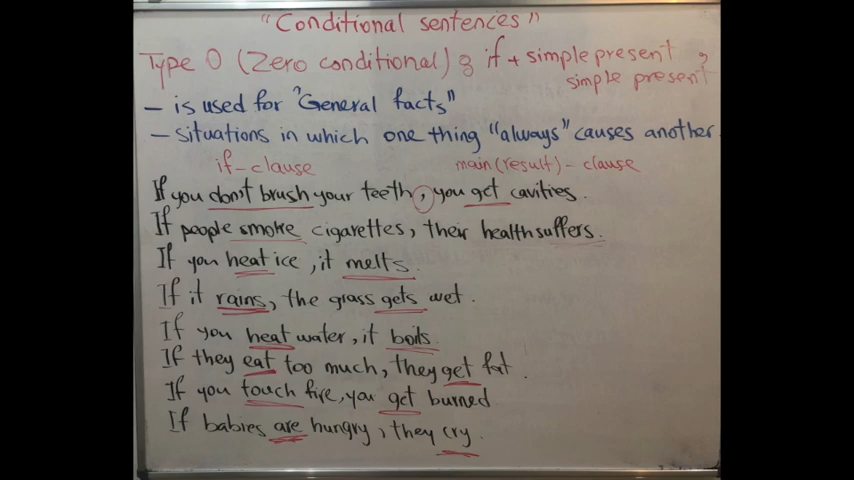 "Conditional sentences"
Type 0 (Zero conditional) : if + simple present ,
simple present
- is used for "General facts"
- situations in which one thing "always" causes another.
if-clause main(result)-clause
If you don't brush your teeth, you get cavities.
If people smoke cigarettes, their health suffers.
If you heat ice, it melts.
If it rains, the grass gets wet.
If you heat water, it boils.
If they eat too much, they get fat.
If you touch fire, you get burned
If babies are hungry, they cry.